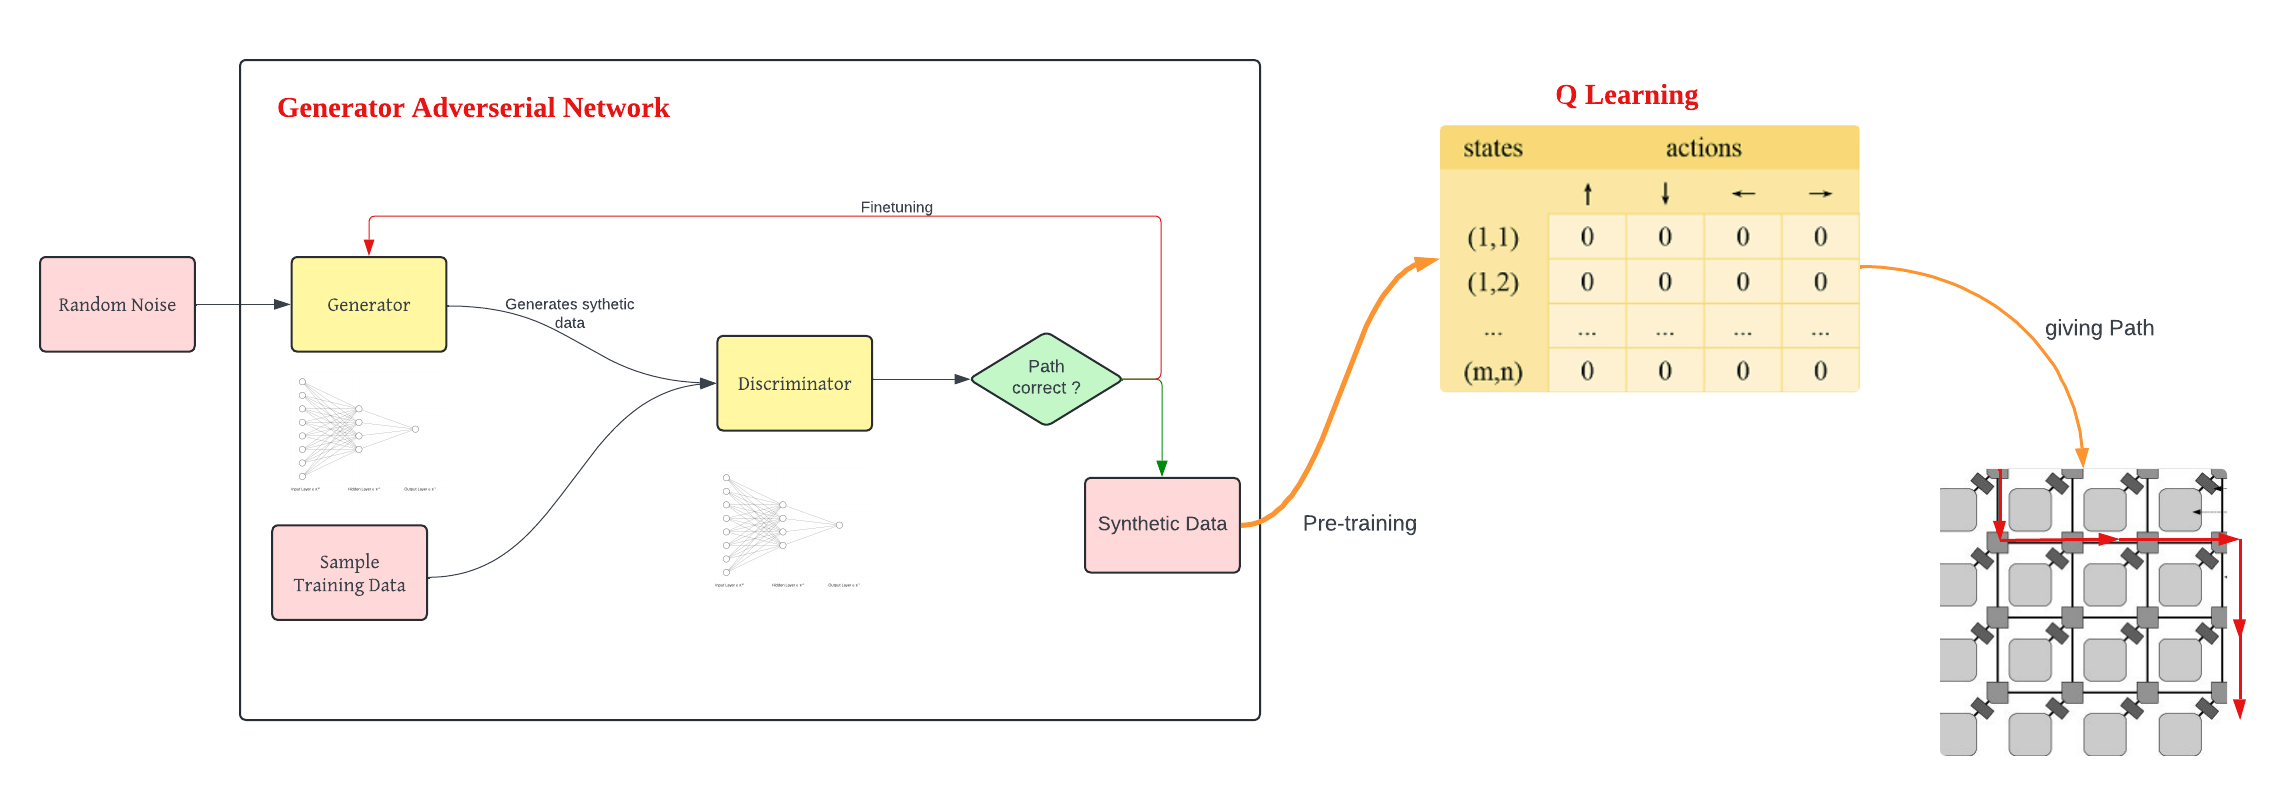 Generator Adverserial Network
Finetuning
Random Noise
Generator
Generates sythetic
data
Discriminator
Path
correct ?
Sample
Training Data
Synthetic Data
Pre-training
Q Learning
states actions
↑ ↓ ← →
(1,1) 0 0 0 0
(1,2) 0 0 0 0
... ... ... ... ...
(m,n) 0 0 0 0
giving Path